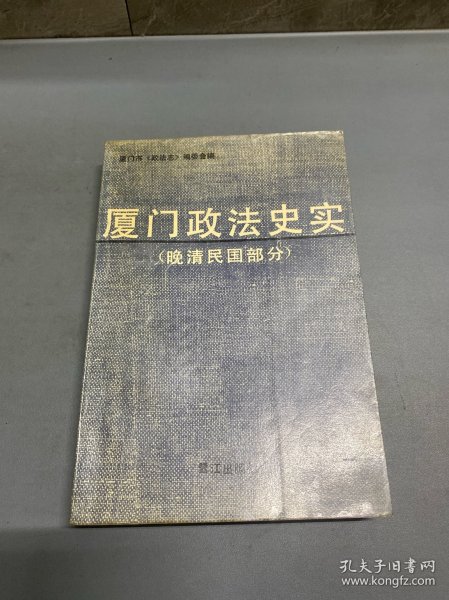 厦门市《政法志》编委会编
厦门政法史实
（晚清民国部分）
鹭江出版
孔夫子旧书网
www.kongfz.com